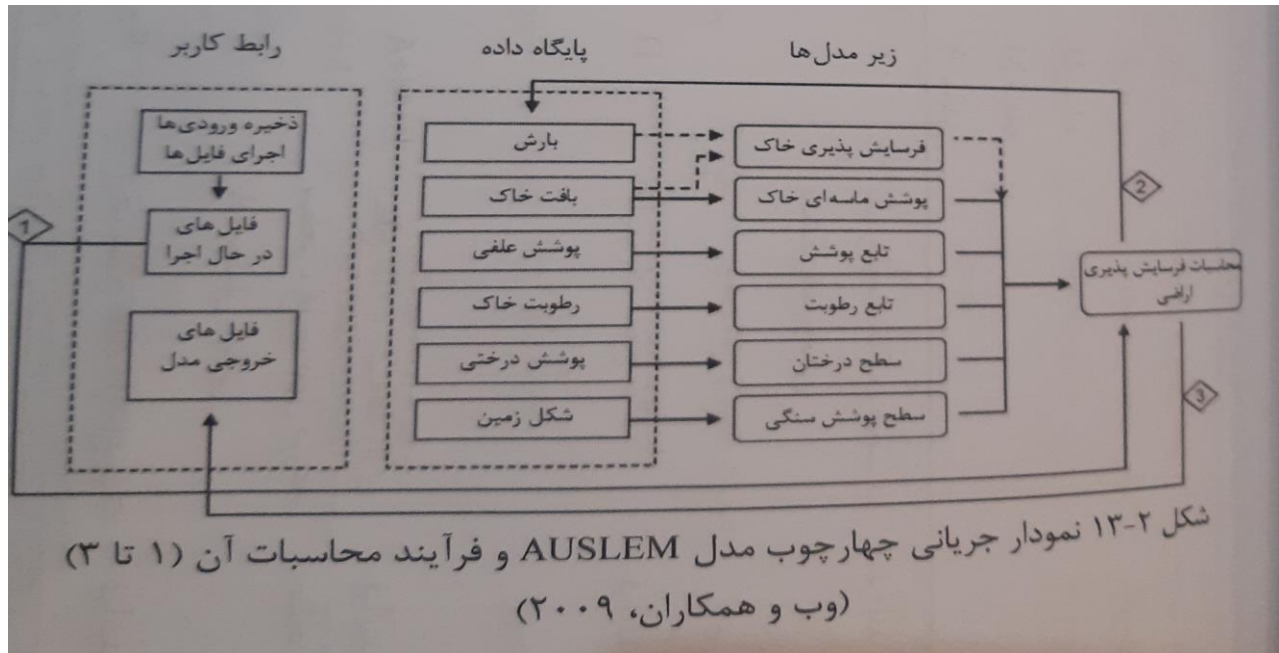 رابط کاربر
پایگاه داده
زیر مدل‌ها
ذخیره ورودی‌ها
اجرای فایل‌ها
فایل های
در حال اجرا
فایل های
خروجی مدل
بارش
بافت خاک
پوشش علفی
رطوبت خاک
پوشش درختی
شکل زمین
فرسایش پذیری خاک
پوشش ماسه‌ای خاک
تابع پوشش
تابع رطوبت
سطح درختان
سطح پوشش سنگی
محاسبات فرسایش پذیری
اراضی
1
2
3
شکل ۲-۱۳ نمودار جریانی چهارچوب مدل AUSLEM و فرآیند محاسبات آن (۱ تا ۳)
(وب و همکاران، ۲۰۰۹)